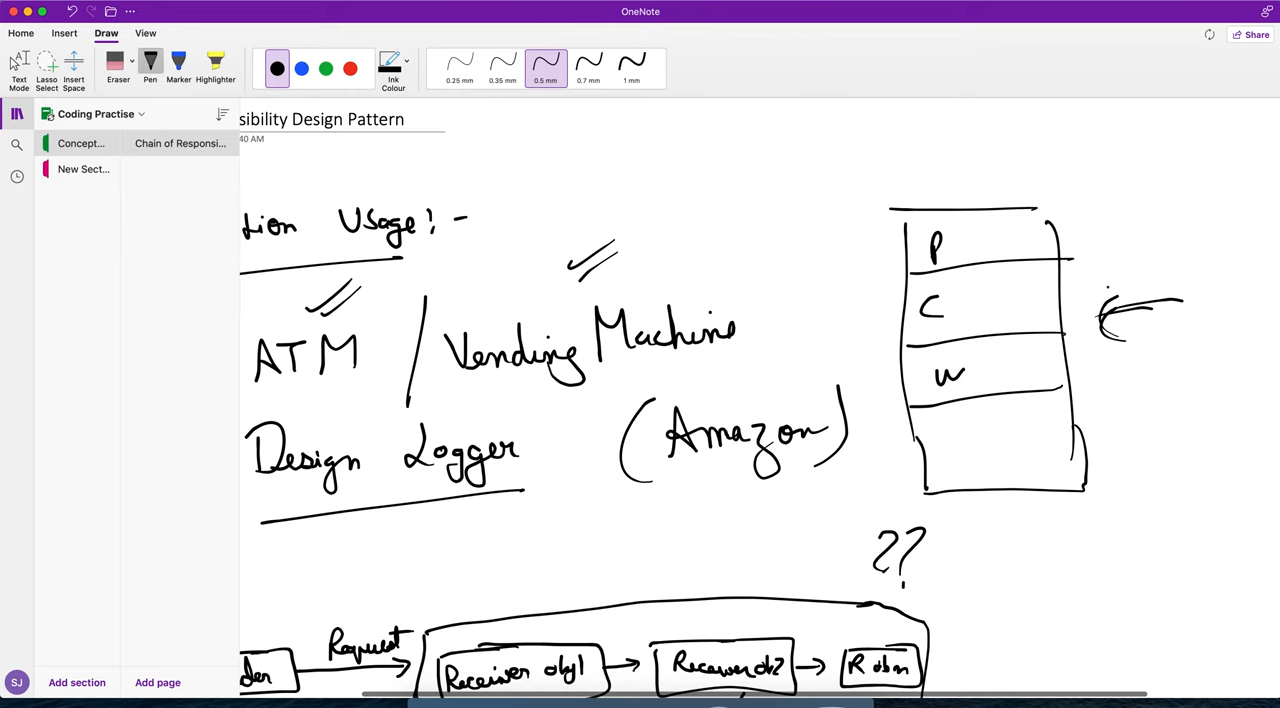 OneNote
Home Insert Draw View
Share
Text Mode
Lasso Select
Insert Space
Eraser
Pen
Marker
Highlighter
Ink Colour
0.25 mm
0.35 mm
0.5 mm
0.7 mm
1 mm
Coding Practise
sibility Design Pattern
40 AM
Concept...
Chain of Responsi...
New Sect...
tion Usage! -
P
C
W
ATM / Vending Machine
Design Logger (Amazon)
??
Request
der
Receiver obj1
Receiver ob2
R obn
SJ
Add section
Add page